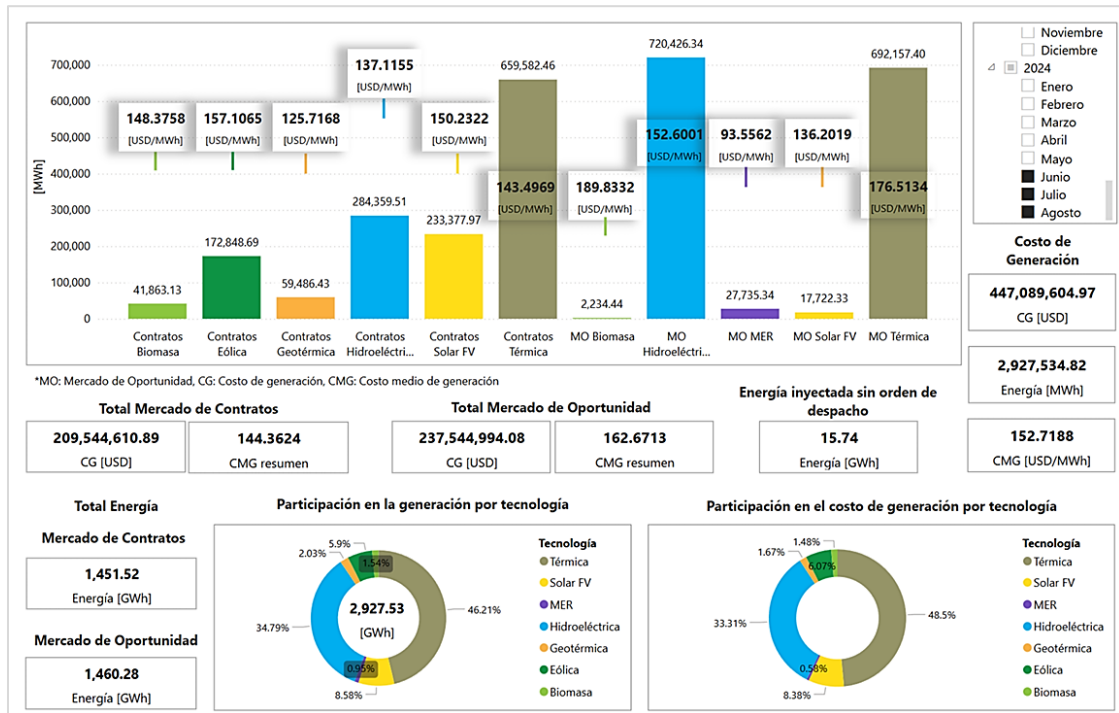 720,426.34
692,157.40
659,582.46
137.1155
[USD/MWh]
148.3758
[USD/MWh]
157.1065
[USD/MWh]
125.7168
[USD/MWh]
150.2322
[USD/MWh]
152.6001
[USD/MWh]
93.5562
[USD/MWh]
136.2019
[USD/MWh]
143.4969
[USD/MWh]
189.8332
[USD/MWh]
176.5134
[USD/MWh]
[MWh]
700,000
600,000
500,000
400,000
300,000
200,000
100,000
0
41,863.13
172,848.69
59,486.43
284,359.51
233,377.97
2,234.44
27,735.34
17,722.33
Contratos Biomasa
Contratos Eólica
Contratos Geotérmica
Contratos Hidroeléctri...
Contratos Solar FV
Contratos Térmica
MO Biomasa
MO Hidroeléctri...
MO MER
MO Solar FV
MO Térmica
Noviembre
Diciembre
2024
Enero
Febrero
Marzo
Abril
Mayo
Junio
Julio
Agosto
Costo de
Generación
447,089,604.97
CG [USD]
2,927,534.82
Energía [MWh]
152.7188
CMG [USD/MWh]
*MO: Mercado de Oportunidad, CG: Costo de generación, CMG: Costo medio de generación
Total Mercado de Contratos
209,544,610.89
CG [USD]
144.3624
CMG resumen
Total Mercado de Oportunidad
237,544,994.08
CG [USD]
162.6713
CMG resumen
Energía inyectada sin orden de
despacho
15.74
Energía [GWh]
Total Energía
Mercado de Contratos
1,451.52
Energía [GWh]
Mercado de Oportunidad
1,460.28
Energía [GWh]
Participación en la generación por tecnología
5.9%
1.54%
2.03%
46.21%
34.79%
0.95%
8.58%
2,927.53
[GWh]
Tecnología
Térmica
Solar FV
MER
Hidroeléctrica
Geotérmica
Eólica
Biomasa
Participación en el costo de generación por tecnología
1.48%
6.07%
1.67%
48.5%
33.31%
0.58%
8.38%
Tecnología
Térmica
Solar FV
MER
Hidroeléctrica
Geotérmica
Eólica
Biomasa